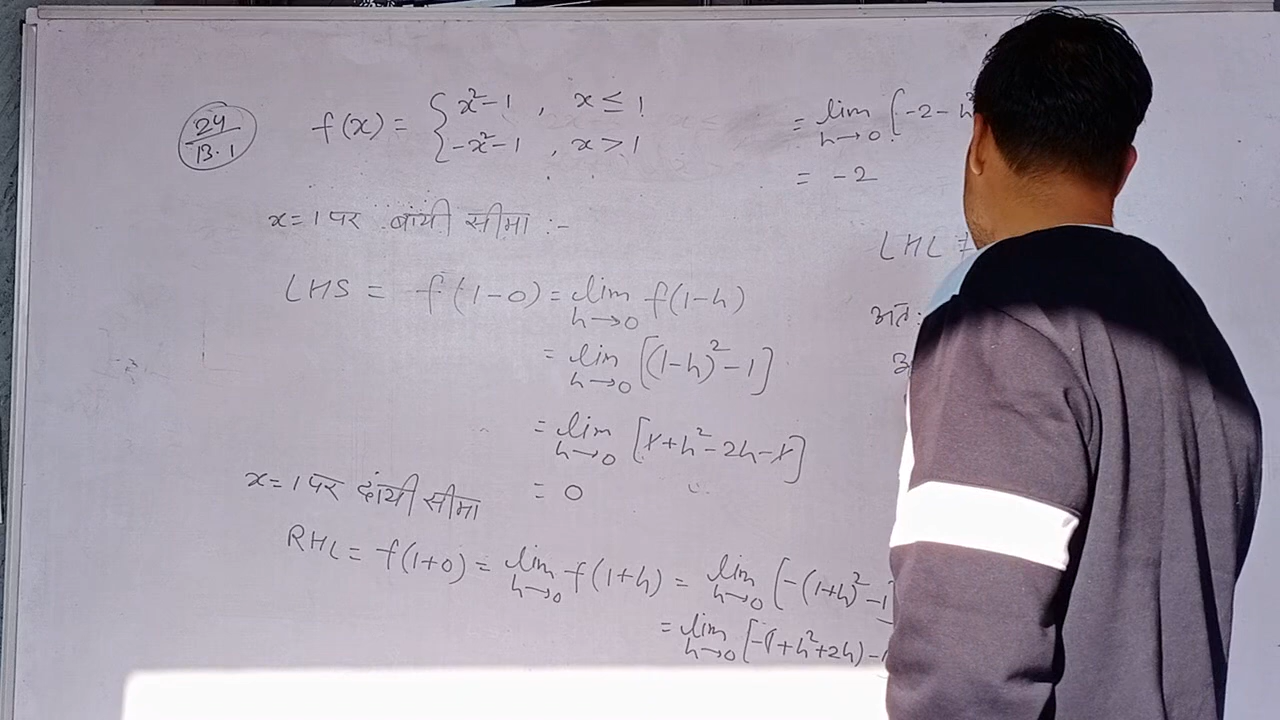 24/13.1
f(x) = { x²-1 , x ≤ 1
-x²-1 , x > 1
x=1 पर बांयी सीमा :-
LHS = f(1-0) = lim h→0 f(1-h)
= lim h→0 [(1-h)²-1]
= lim h→0 [1+h²-2h-1]
= 0
x=1 पर दांयी सीमा
RHL = f(1+0) = lim h→0 f(1+h) = lim h→0 [-(1+h)²-1]
= lim h→0 [-(1+h²+2h)-1
= lim h→0 [-2-h²
= -2
LHL ≠
अतः